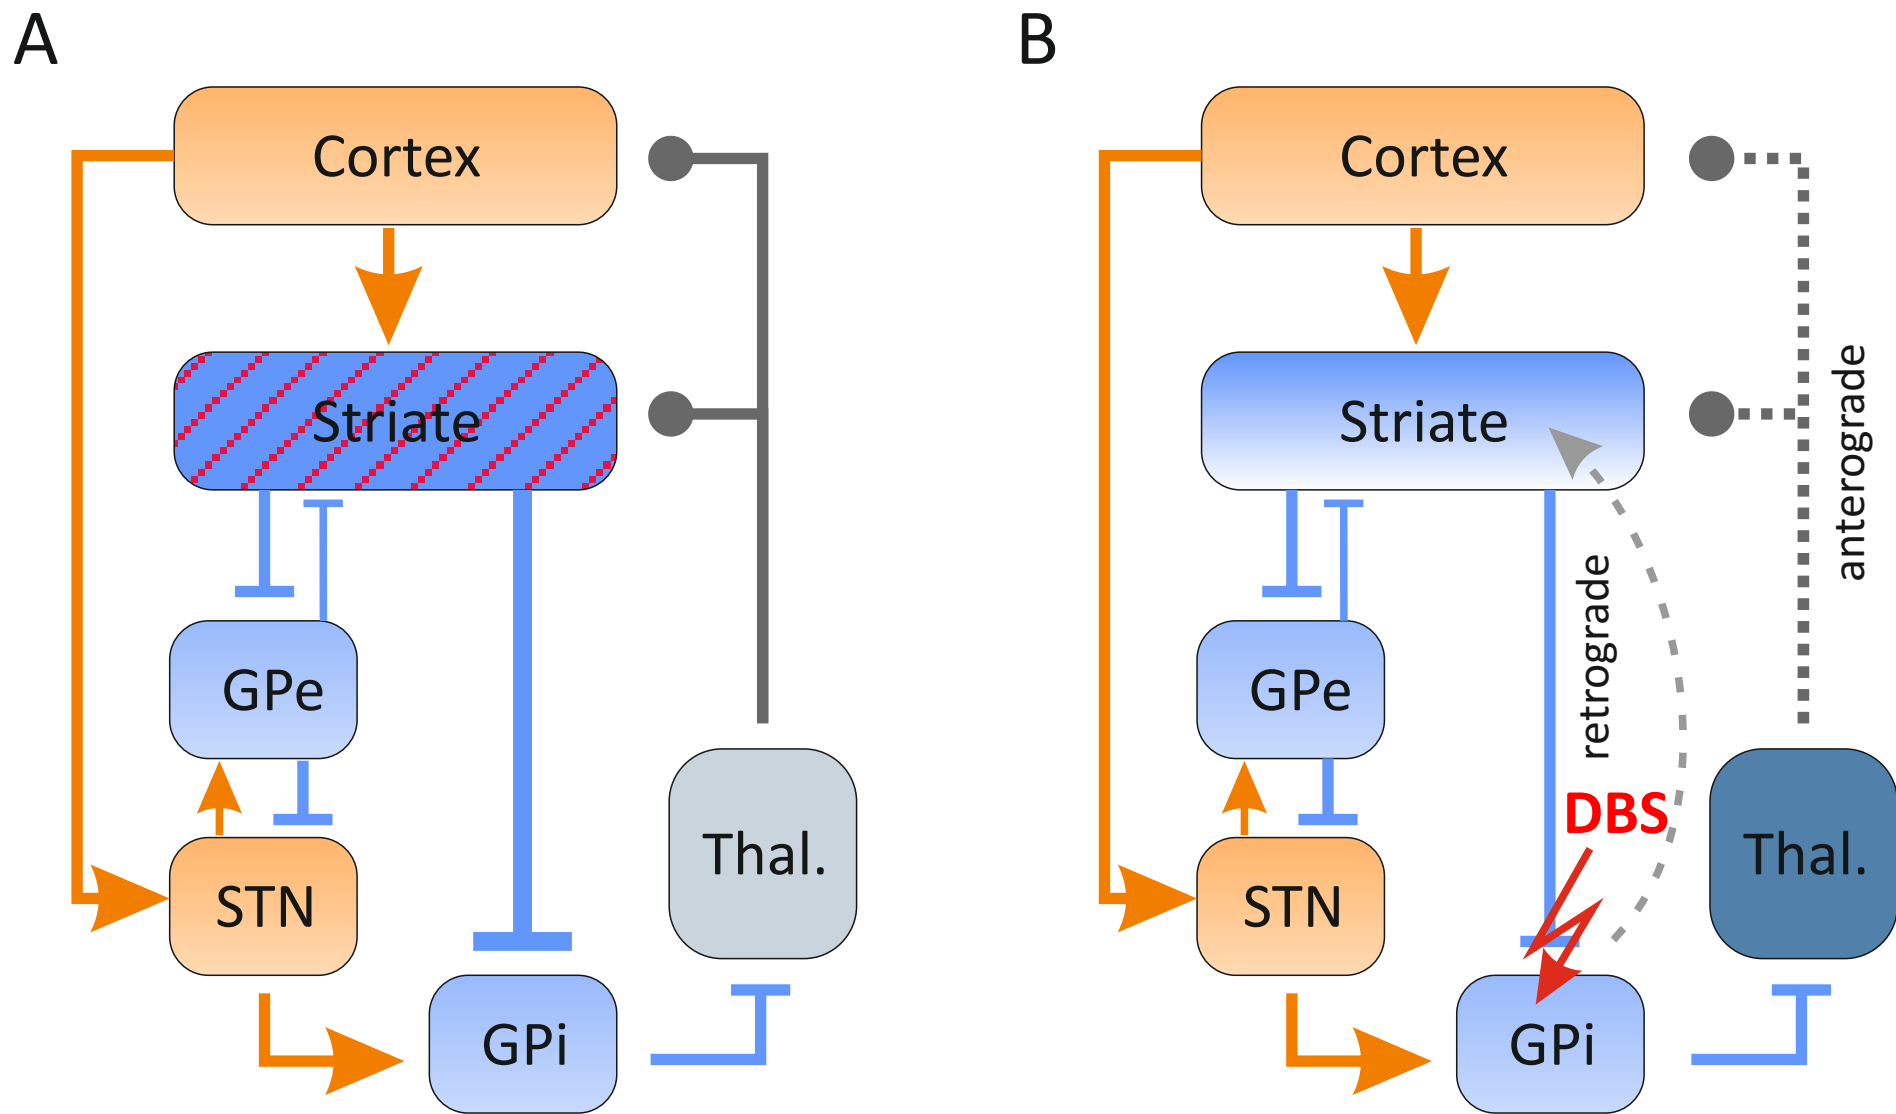 A
Cortex
Striate
GPe
STN
GPi
Thal.
B
Cortex
Striate
GPe
STN
GPi
Thal.
DBS
retrograde
anterograde